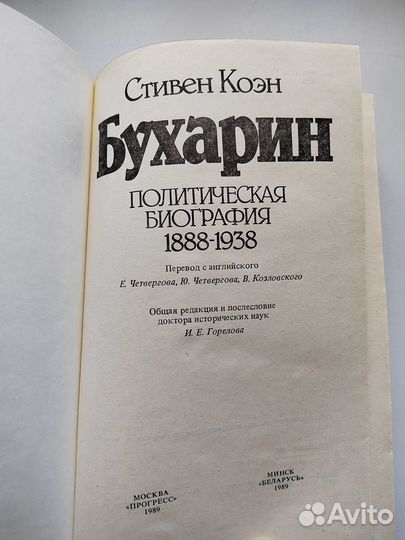 Стивен Коэн
Бухарин
ПОЛИТИЧЕСКАЯ
БИОГРАФИЯ
1888-1938
Перевод с английского
Е. Четвергова, Ю. Четвергова, В. Козловского
Общая редакция и послесловие
доктора исторических наук
И. Е. Горелова
МОСКВА
«ПРОГРЕСС»
1989
МИНСК
«БЕЛАРУСЬ»
1989
Avito